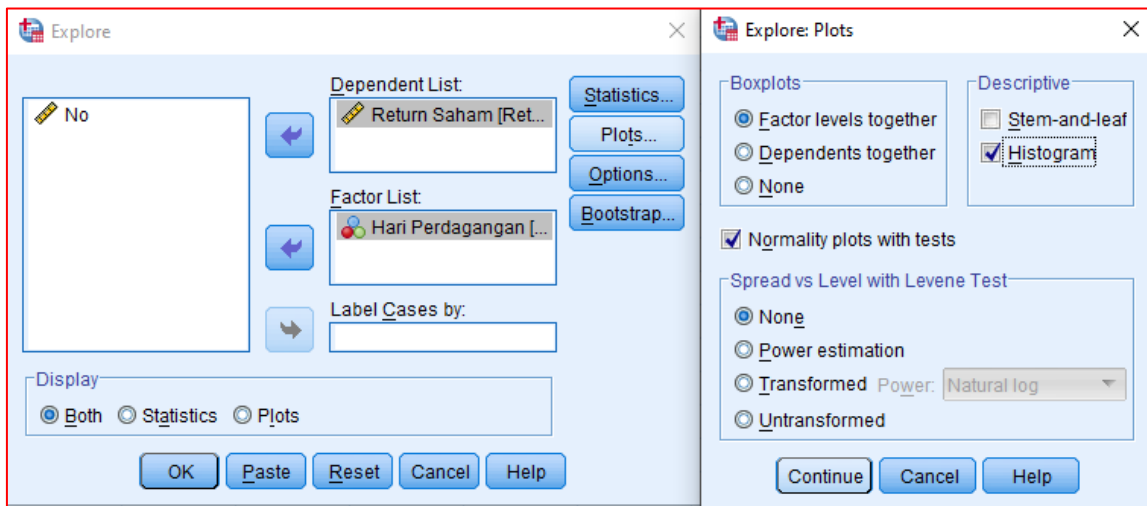 Explore
No
Dependent List:
Return Saham [Ret...
Factor List:
Hari Perdagangan [...
Label Cases by:
Statistics...
Plots...
Options...
Bootstrap...
Display
Both Statistics Plots
OK Paste Reset Cancel Help
Explore: Plots
Boxplots
Factor levels together
Dependents together
None
Descriptive
Stem-and-leaf
Histogram
Normality plots with tests
Spread vs Level with Levene Test
None
Power estimation
Transformed Power: Natural log
Untransformed
Continue Cancel Help